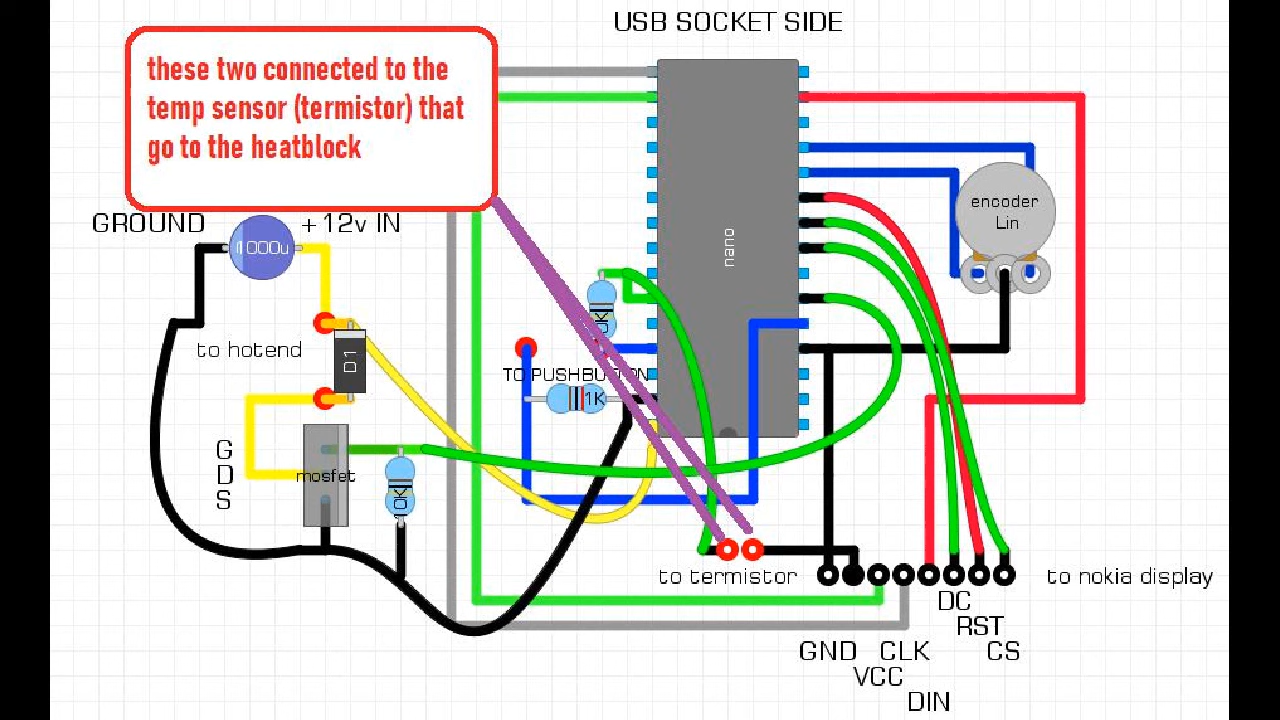 USB SOCKET SIDE
these two connected to the
temp sensor (termistor) that
go to the heatblock
GROUND
+12v IN
1000u
encoder
Lin
nano
to hotend
D1
TO PUSHBUTTON
1K
G
D
S
mosfet
to termistor
to nokia display
DC
RST
GND
CLK
CS
VCC
DIN